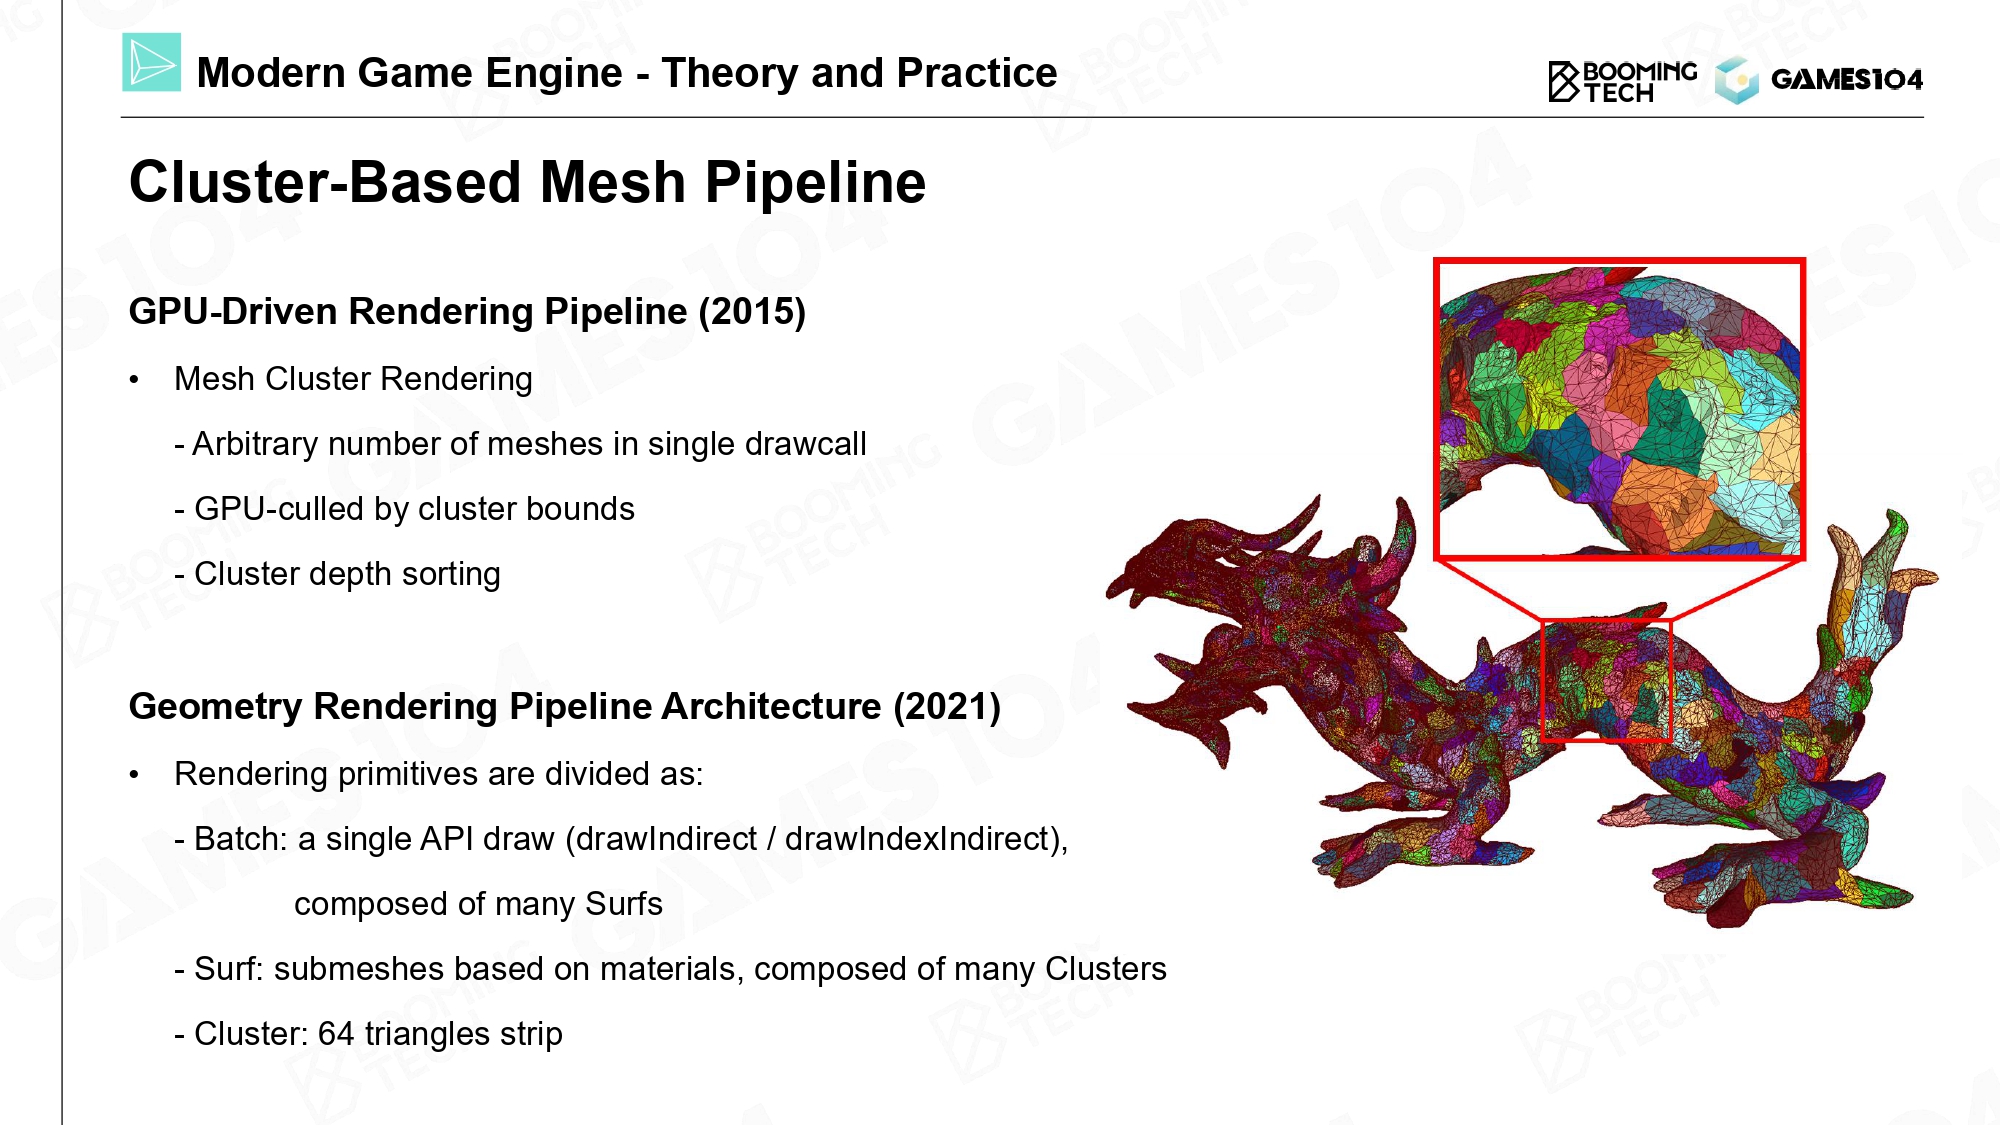 Modern Game Engine - Theory and Practice
BOOMING
TECH
GAMES104
Cluster-Based Mesh Pipeline
GPU-Driven Rendering Pipeline (2015)
• Mesh Cluster Rendering
- Arbitrary number of meshes in single drawcall
- GPU-culled by cluster bounds
- Cluster depth sorting
Geometry Rendering Pipeline Architecture (2021)
• Rendering primitives are divided as:
- Batch: a single API draw (drawIndirect / drawIndexIndirect),
composed of many Surfs
- Surf: submeshes based on materials, composed of many Clusters
- Cluster: 64 triangles strip